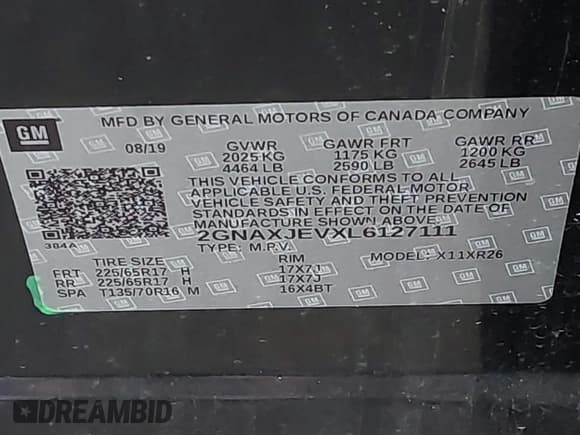 GM
MFD BY GENERAL MOTORS OF CANADA COMPANY
08/19 GVWR GAWR FRT GAWR RR
2025 KG 1175 KG 1200 KG
4464 LB 2590 LB 2645 LB
THIS VEHICLE CONFORMS TO ALL
APPLICABLE U.S. FEDERAL MOTOR
VEHICLE SAFETY AND THEFT PREVENTION
STANDARDS IN EFFECT ON THE DATE OF
MANUFACTURE SHOWN ABOVE.
384A 2GNAXJEVXL6127111
TYPE: M.P.V. MODEL: X11XR26
TIRE SIZE RIM
FRT 225/65R17 H 17X7J
RR 225/65R17 H 17X7J
SPA T135/70R16 M 16X4BT
DREAMBID